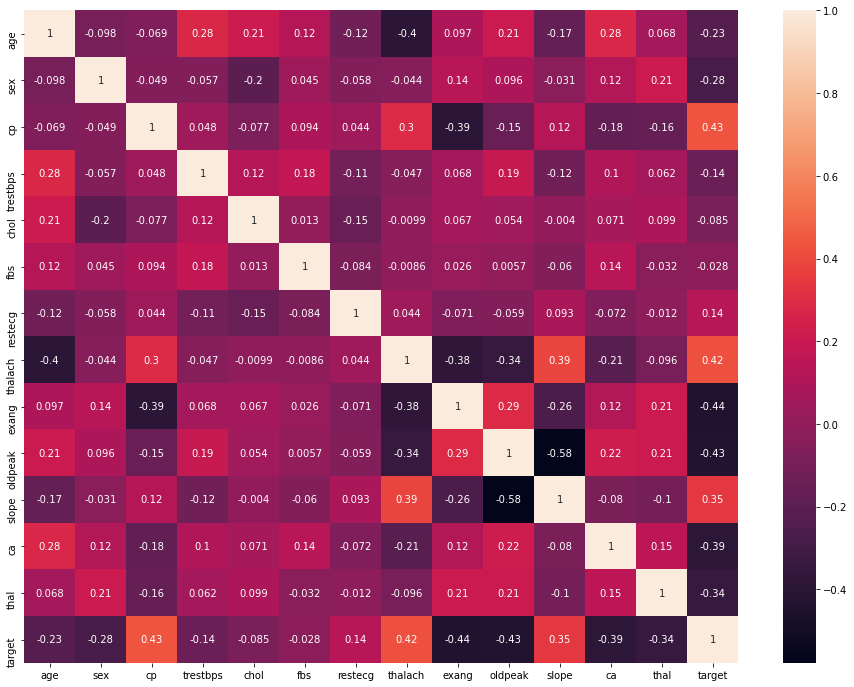 age 1 -0.098 -0.069 0.28 0.21 0.12 -0.12 -0.4 0.097 0.21 -0.17 0.28 0.068 -0.23
sex -0.098 1 -0.049 -0.057 -0.2 0.045 -0.058 -0.044 0.14 0.096 -0.031 0.12 0.21 -0.28
cp -0.069 -0.049 1 0.048 -0.077 0.094 0.044 0.3 -0.39 -0.15 0.12 -0.18 -0.16 0.43
trestbps 0.28 -0.057 0.048 1 0.12 0.18 -0.11 -0.047 0.068 0.19 -0.12 0.1 0.062 -0.14
chol 0.21 -0.2 -0.077 0.12 1 0.013 -0.15 -0.0099 0.067 0.054 -0.004 0.071 0.099 -0.085
fbs 0.12 0.045 0.094 0.18 0.013 1 -0.084 -0.0086 0.026 0.0057 -0.06 0.14 -0.032 -0.028
restecg -0.12 -0.058 0.044 -0.11 -0.15 -0.084 1 0.044 -0.071 -0.059 0.093 -0.072 -0.012 0.14
thalach -0.4 -0.044 0.3 -0.047 -0.0099 -0.0086 0.044 1 -0.38 -0.34 0.39 -0.21 -0.096 0.42
exang 0.097 0.14 -0.39 0.068 0.067 0.026 -0.071 -0.38 1 0.29 -0.26 0.12 0.21 -0.44
oldpeak 0.21 0.096 -0.15 0.19 0.054 0.0057 -0.059 -0.34 0.29 1 -0.58 0.22 0.21 -0.43
slope -0.17 -0.031 0.12 -0.12 -0.004 -0.06 0.093 0.39 -0.26 -0.58 1 -0.08 -0.1 0.35
ca 0.28 0.12 -0.18 0.1 0.071 0.14 -0.072 -0.21 0.12 0.22 -0.08 1 0.15 -0.39
thal 0.068 0.21 -0.16 0.062 0.099 -0.032 -0.012 -0.096 0.21 0.21 -0.1 0.15 1 -0.34
target -0.23 -0.28 0.43 -0.14 -0.085 -0.028 0.14 0.42 -0.44 -0.43 0.35 -0.39 -0.34 1
age sex cp trestbps chol fbs restecg thalach exang oldpeak slope ca thal target
1.0
0.8
0.6
0.4
0.2
0.0
−0.2
−0.4